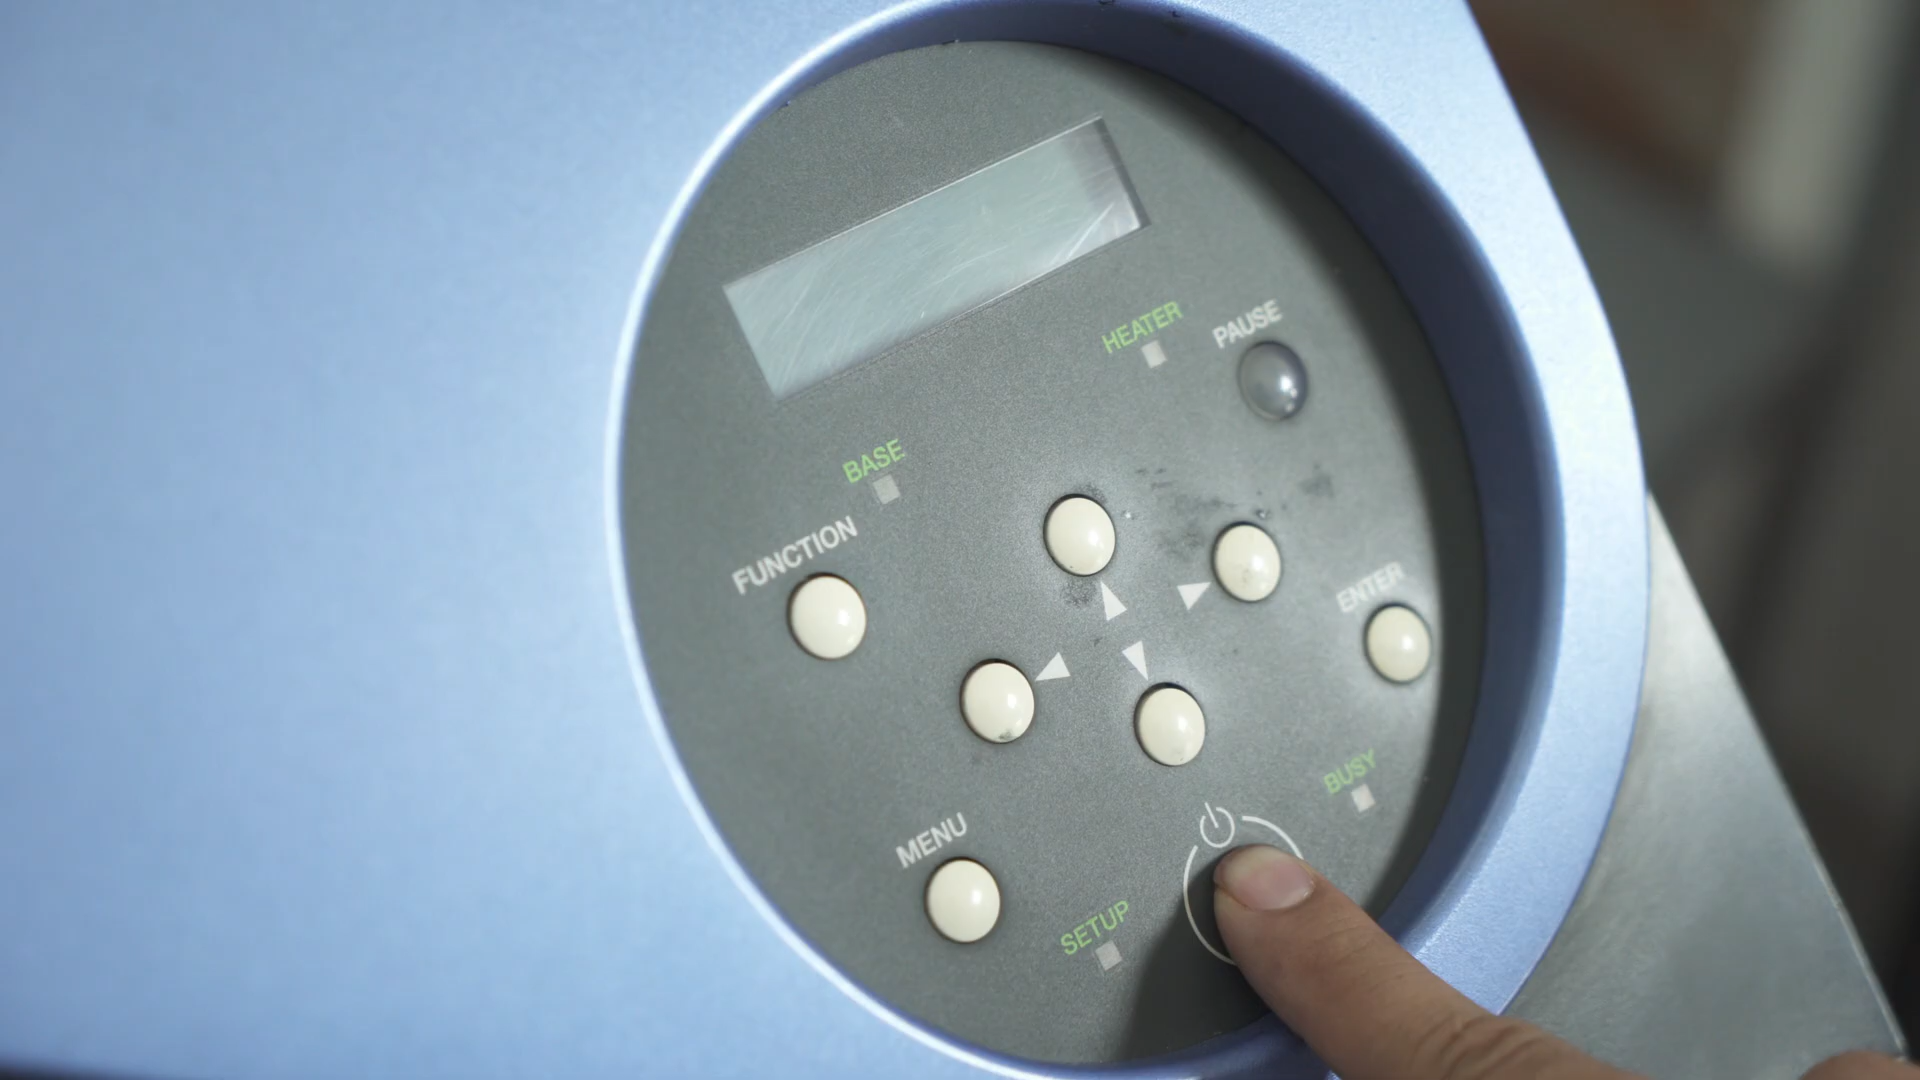 HEATER
PAUSE
BASE
FUNCTION
ENTER
BUSY
MENU
SETUP